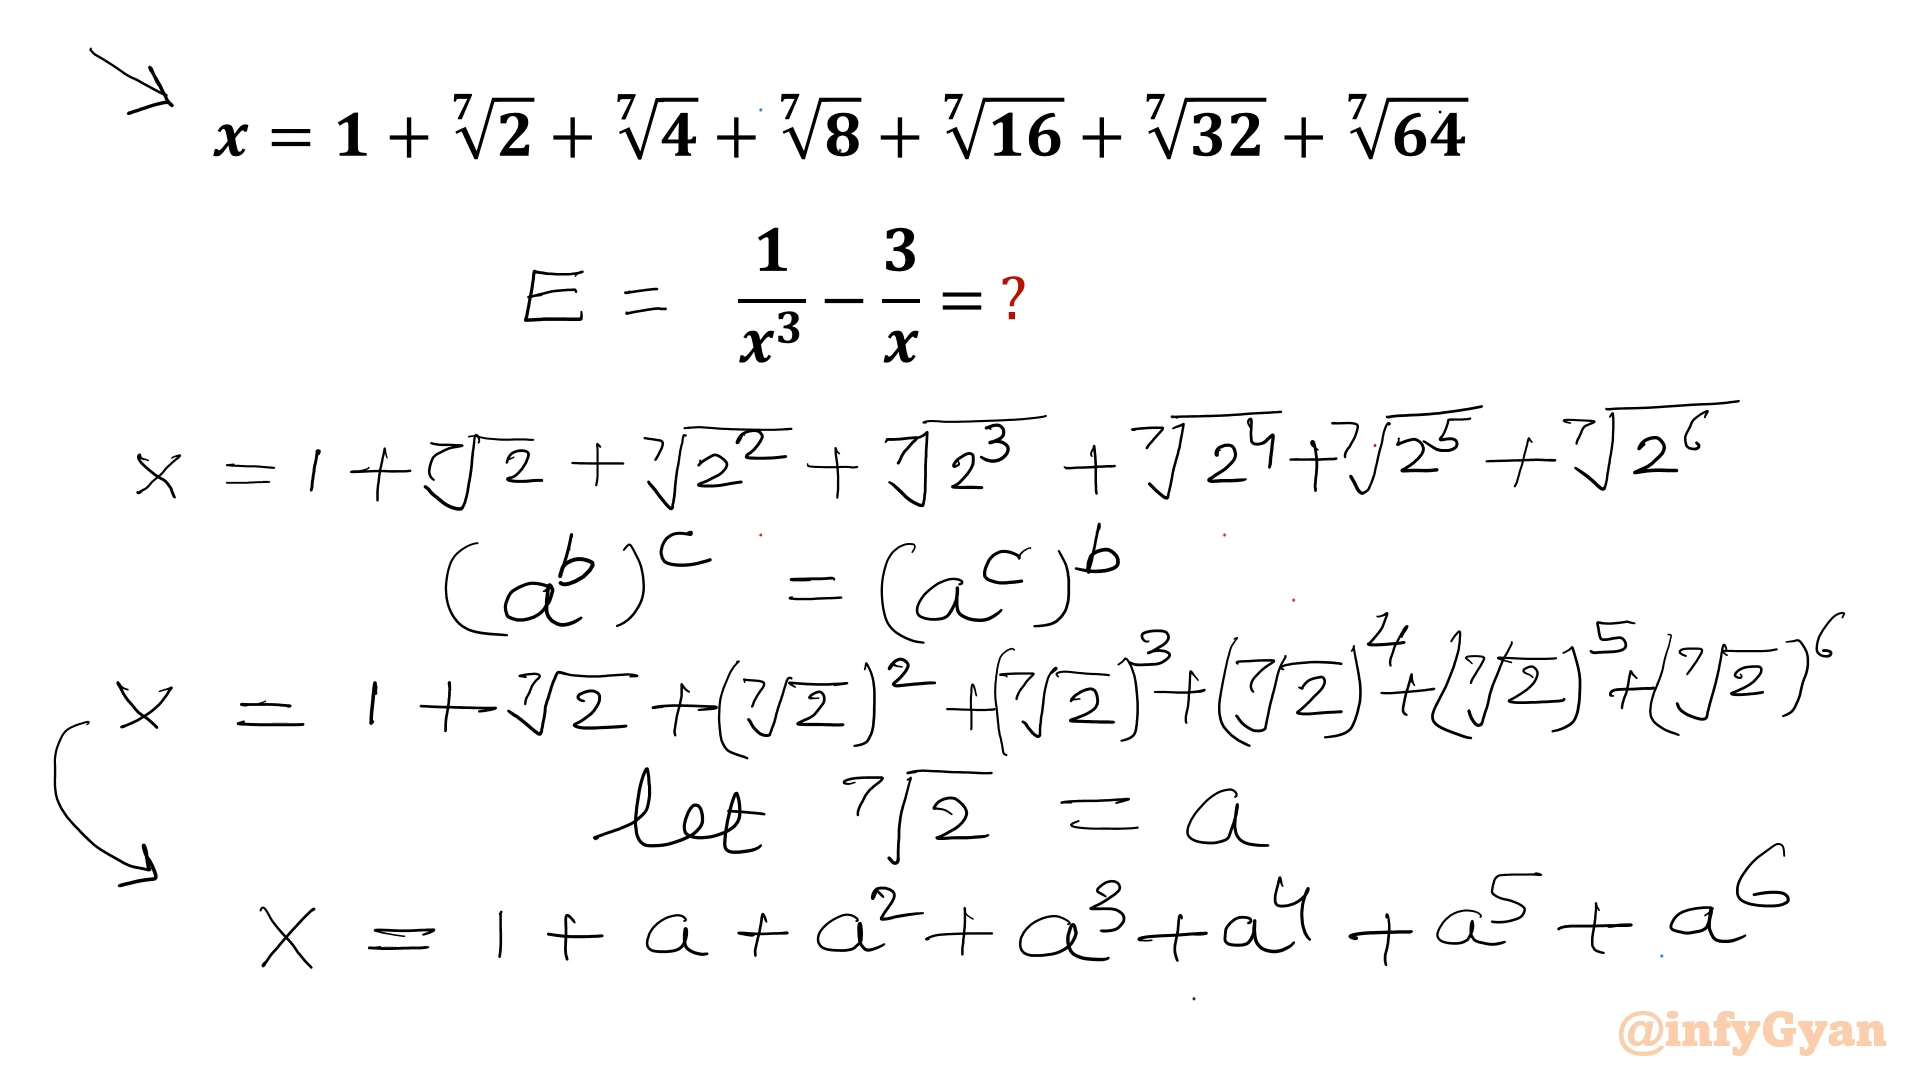 x = 1 + ⁷√2 + ⁷√4 + ⁷√8 + ⁷√16 + ⁷√32 + ⁷√64
E = 1/x³ − 3/x = ?
x = 1 + ⁷√2 + ⁷√2² + ⁷√2³ + ⁷√2⁴ + ⁷√2⁵ + ⁷√2⁶
(a^b)^c = (a^c)^b
x = 1 + ⁷√2 + (⁷√2)² + (⁷√2)³ + (⁷√2)⁴ + (⁷√2)⁵ + (⁷√2)⁶
let ⁷√2 = a
x = 1 + a + a² + a³ + a⁴ + a⁵ + a⁶
@infyGyan